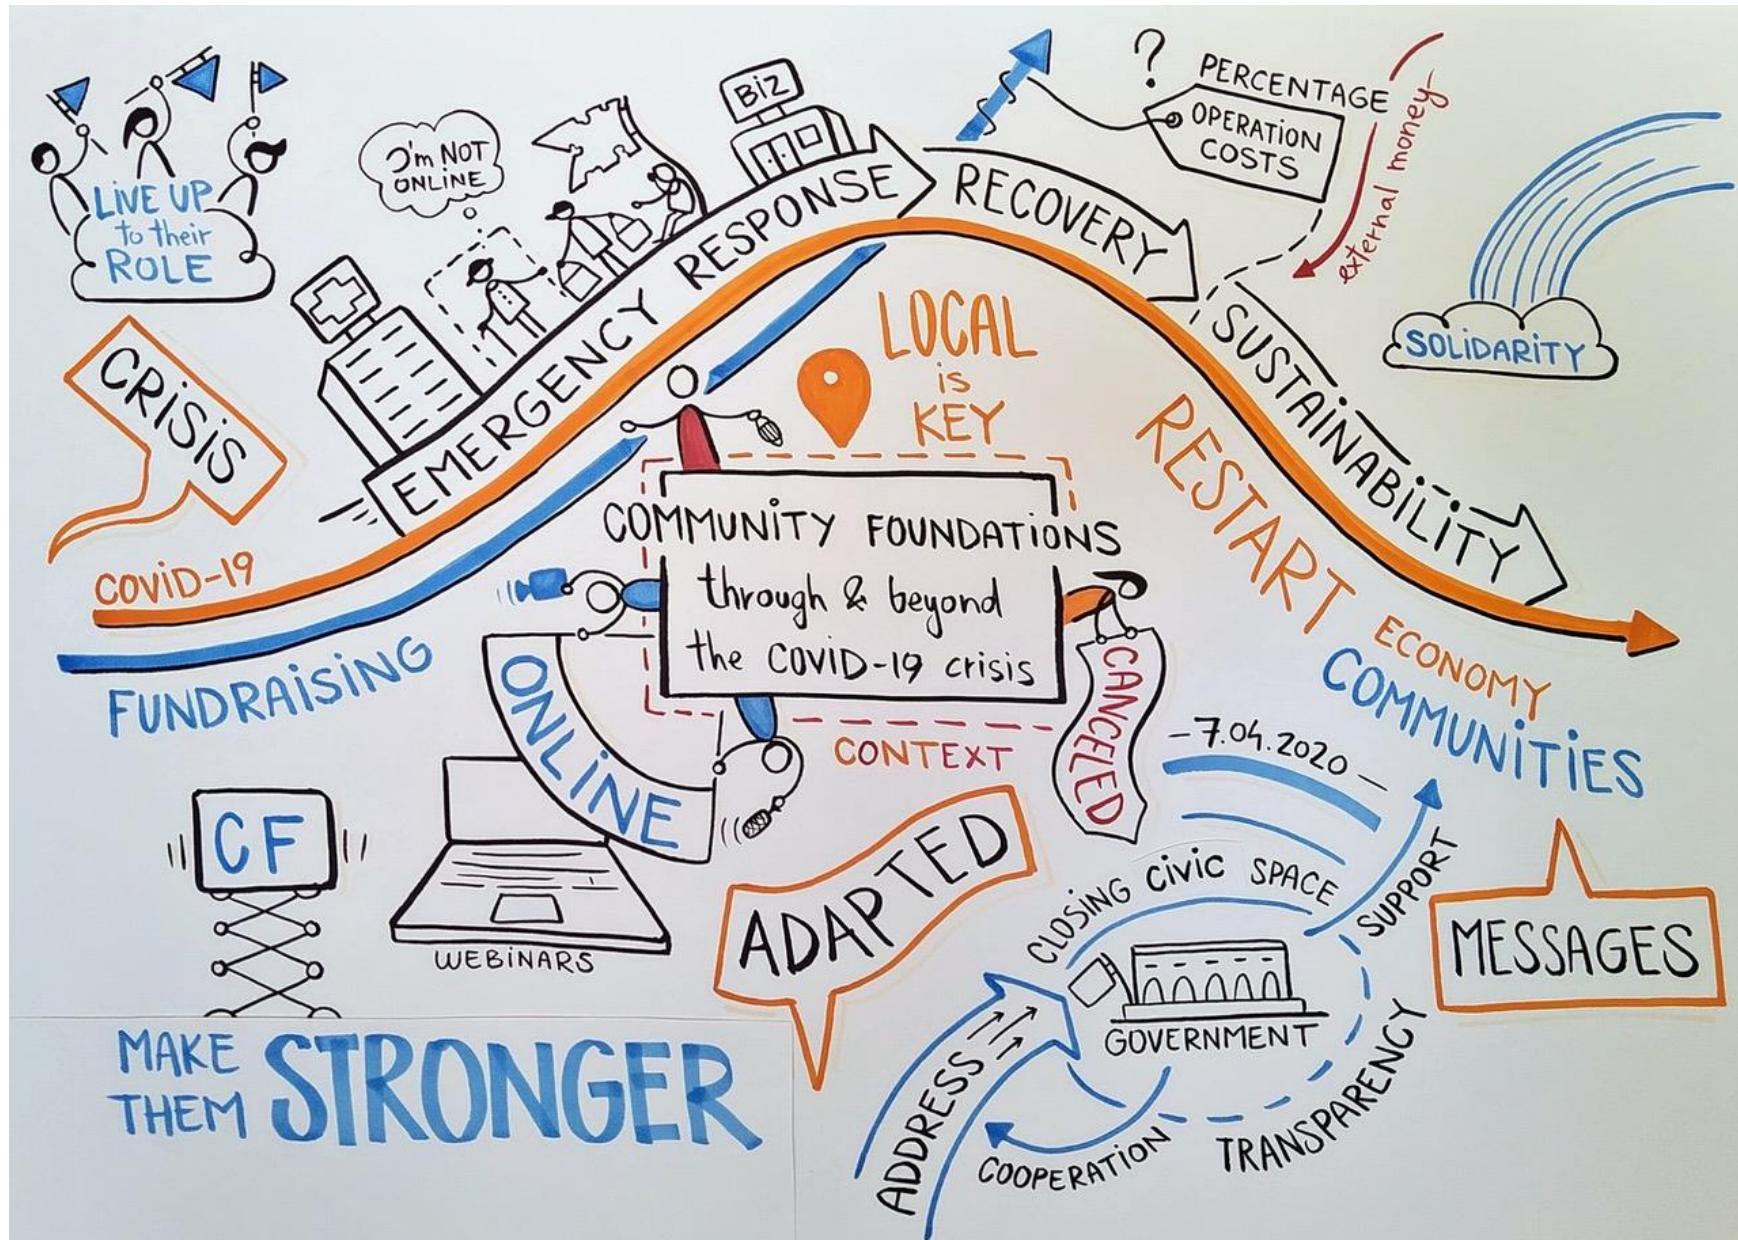 LIVE UP
to their
ROLE
I'm NOT
ONLINE
BiZ
?
PERCENTAGE
OPERATION
COSTS
external money
SOLIDARITY
CRISIS
EMERGENCY RESPONSE
RECOVERY
SUSTAINABILITY
COVID-19
FUNDRAISING
LOCAL
is
KEY
RESTART
ECONOMY
COMMUNITIES
COMMUNITY FOUNDATIONS
through & beyond
the COVID-19 crisis
CONTEXT
ONLINE
CANCELED
WEBINARS
CF
MAKE
THEM
STRONGER
ADAPTED
-7.04.2020-
CLOSING CIVIC SPACE
SUPPORT
GOVERNMENT
ADDRESS
COOPERATION
TRANSPARENCY
MESSAGES